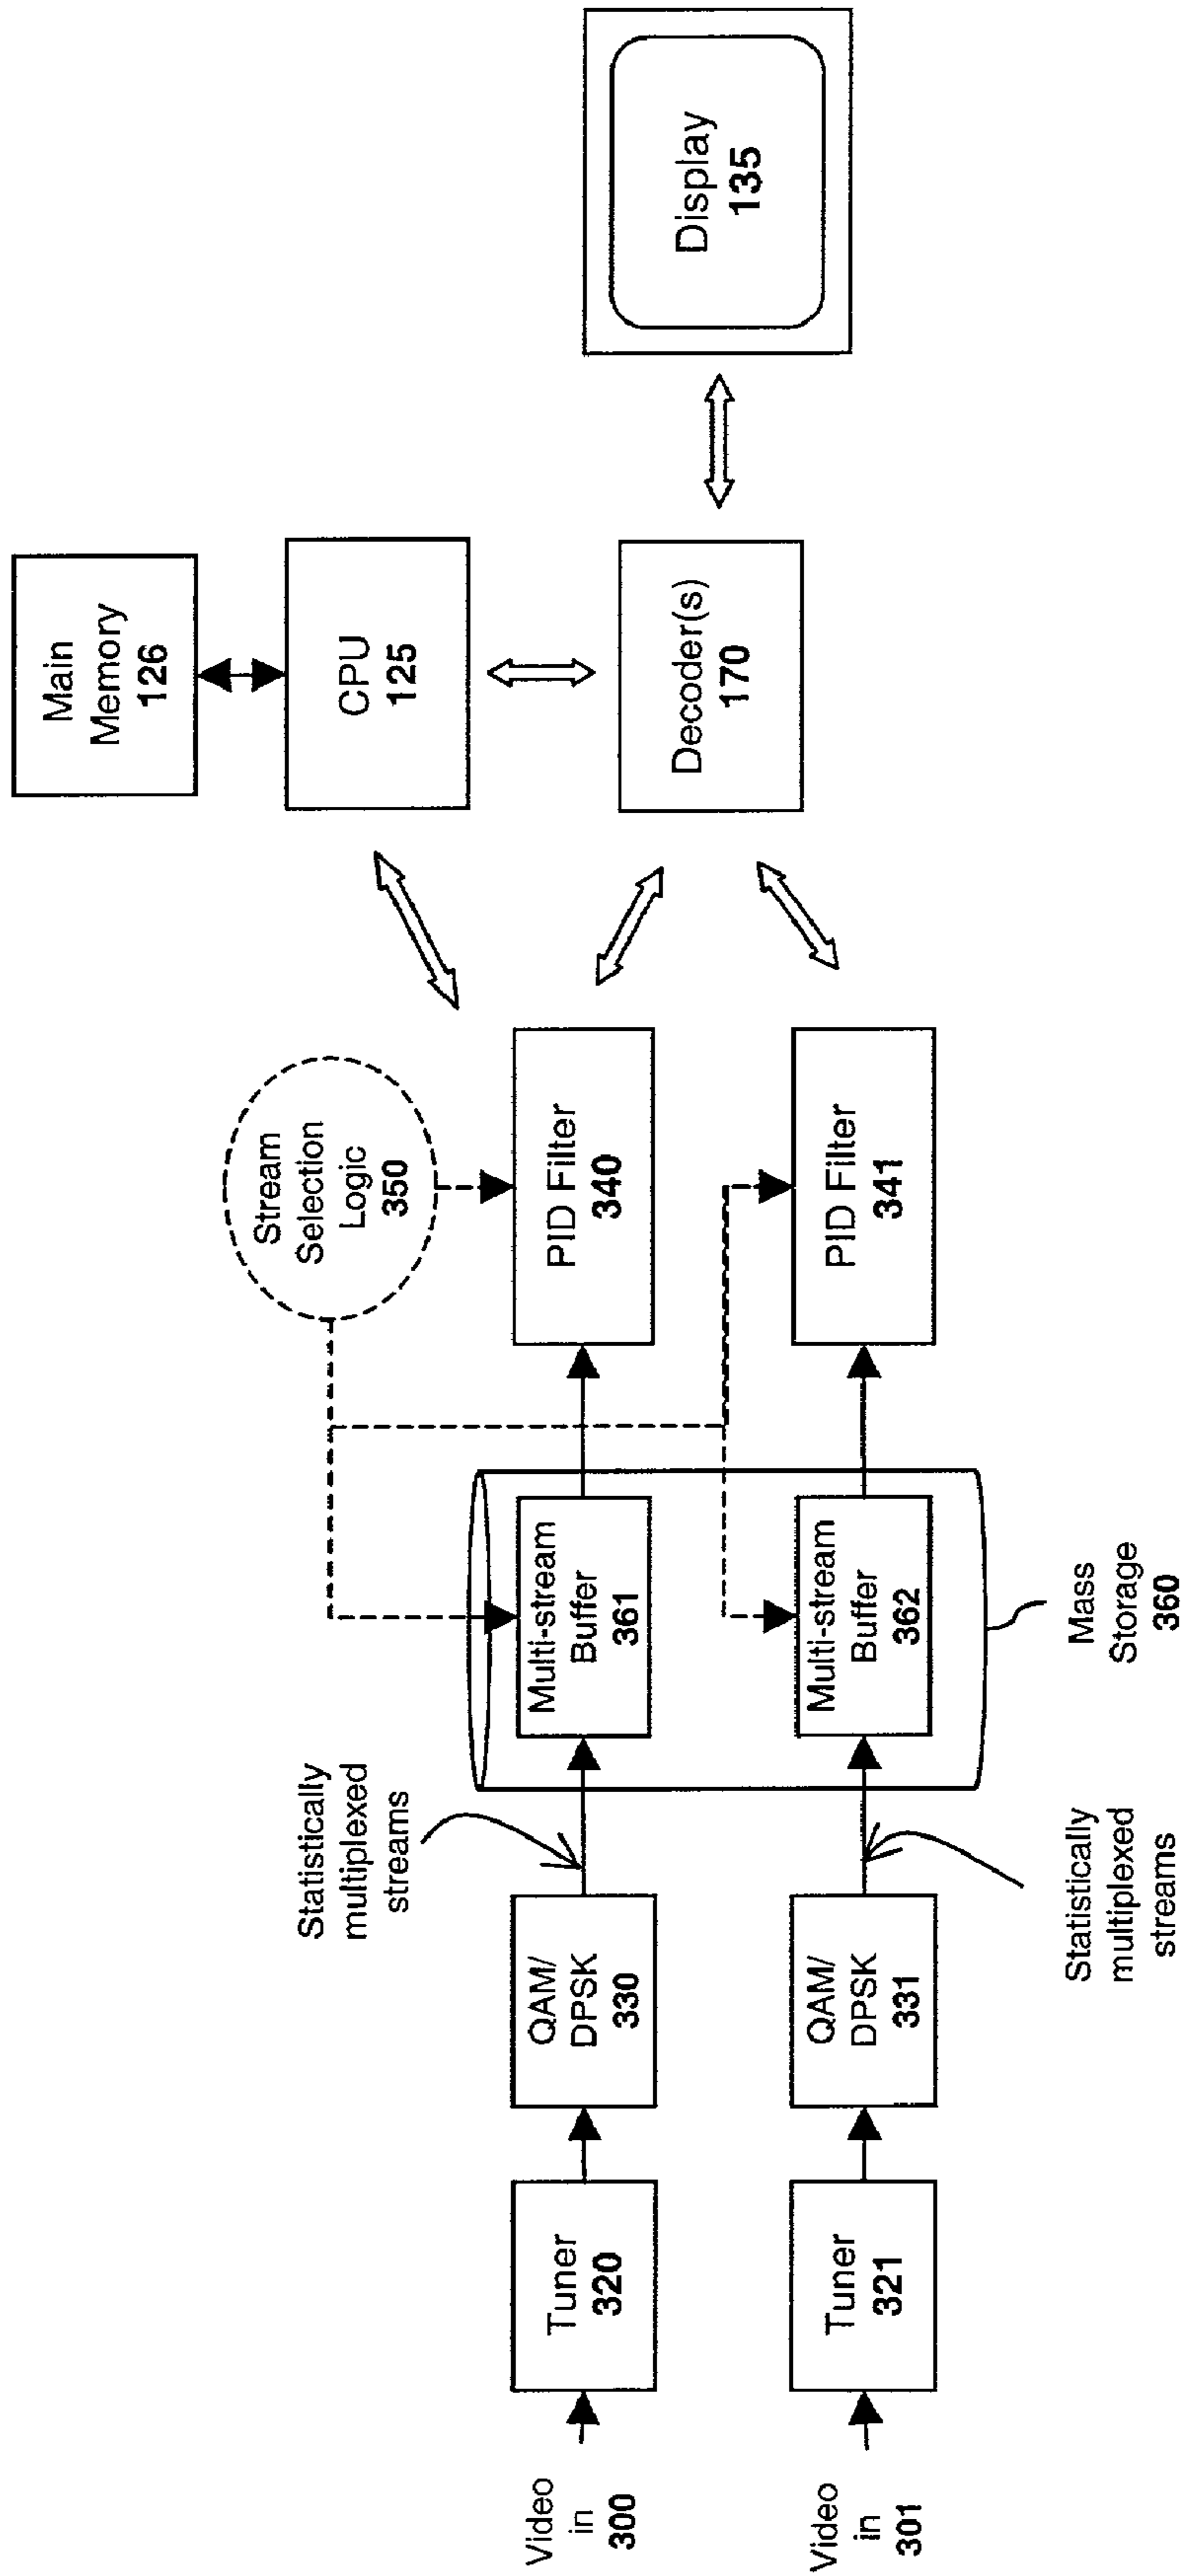 Main
Memory
126
CPU
125
Decoder(s)
170
Display
135
Stream
Selection
Logic
350
PID Filter
340
PID Filter
341
Statistically
multiplexed
streams
Multi-stream
Buffer
361
Multi-stream
Buffer
362
Mass
Storage
360
QAM/
DPSK
330
QAM/
DPSK
331
Statistically
multiplexed
streams
Tuner
320
Tuner
321
Video
in
300
Video
in
301